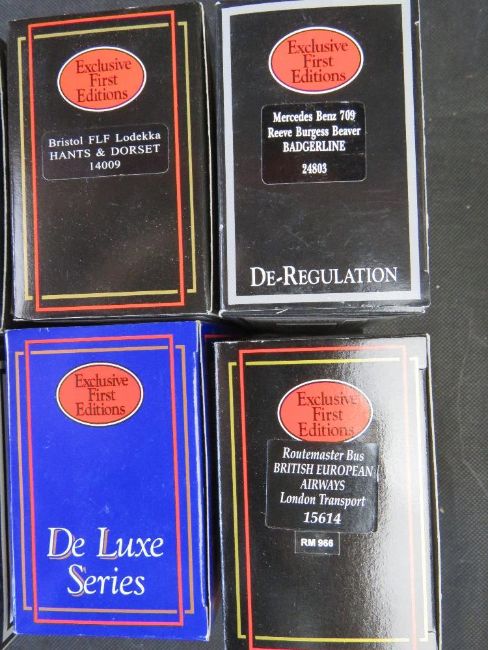 Exclusive
First
Editions
Bristol FLF Lodekka
HANTS & DORSET
14009
Exclusive
First
Editions
Mercedes Benz 709
Reeve Burgess Beaver
BADGERLINE
24803
DE-REGULATION
Exclusive
First
Editions
De Luxe
Series
Exclusive
First
Editions
Routemaster Bus
BRITISH EUROPEAN
AIRWAYS
London Transport
15614
RM 966